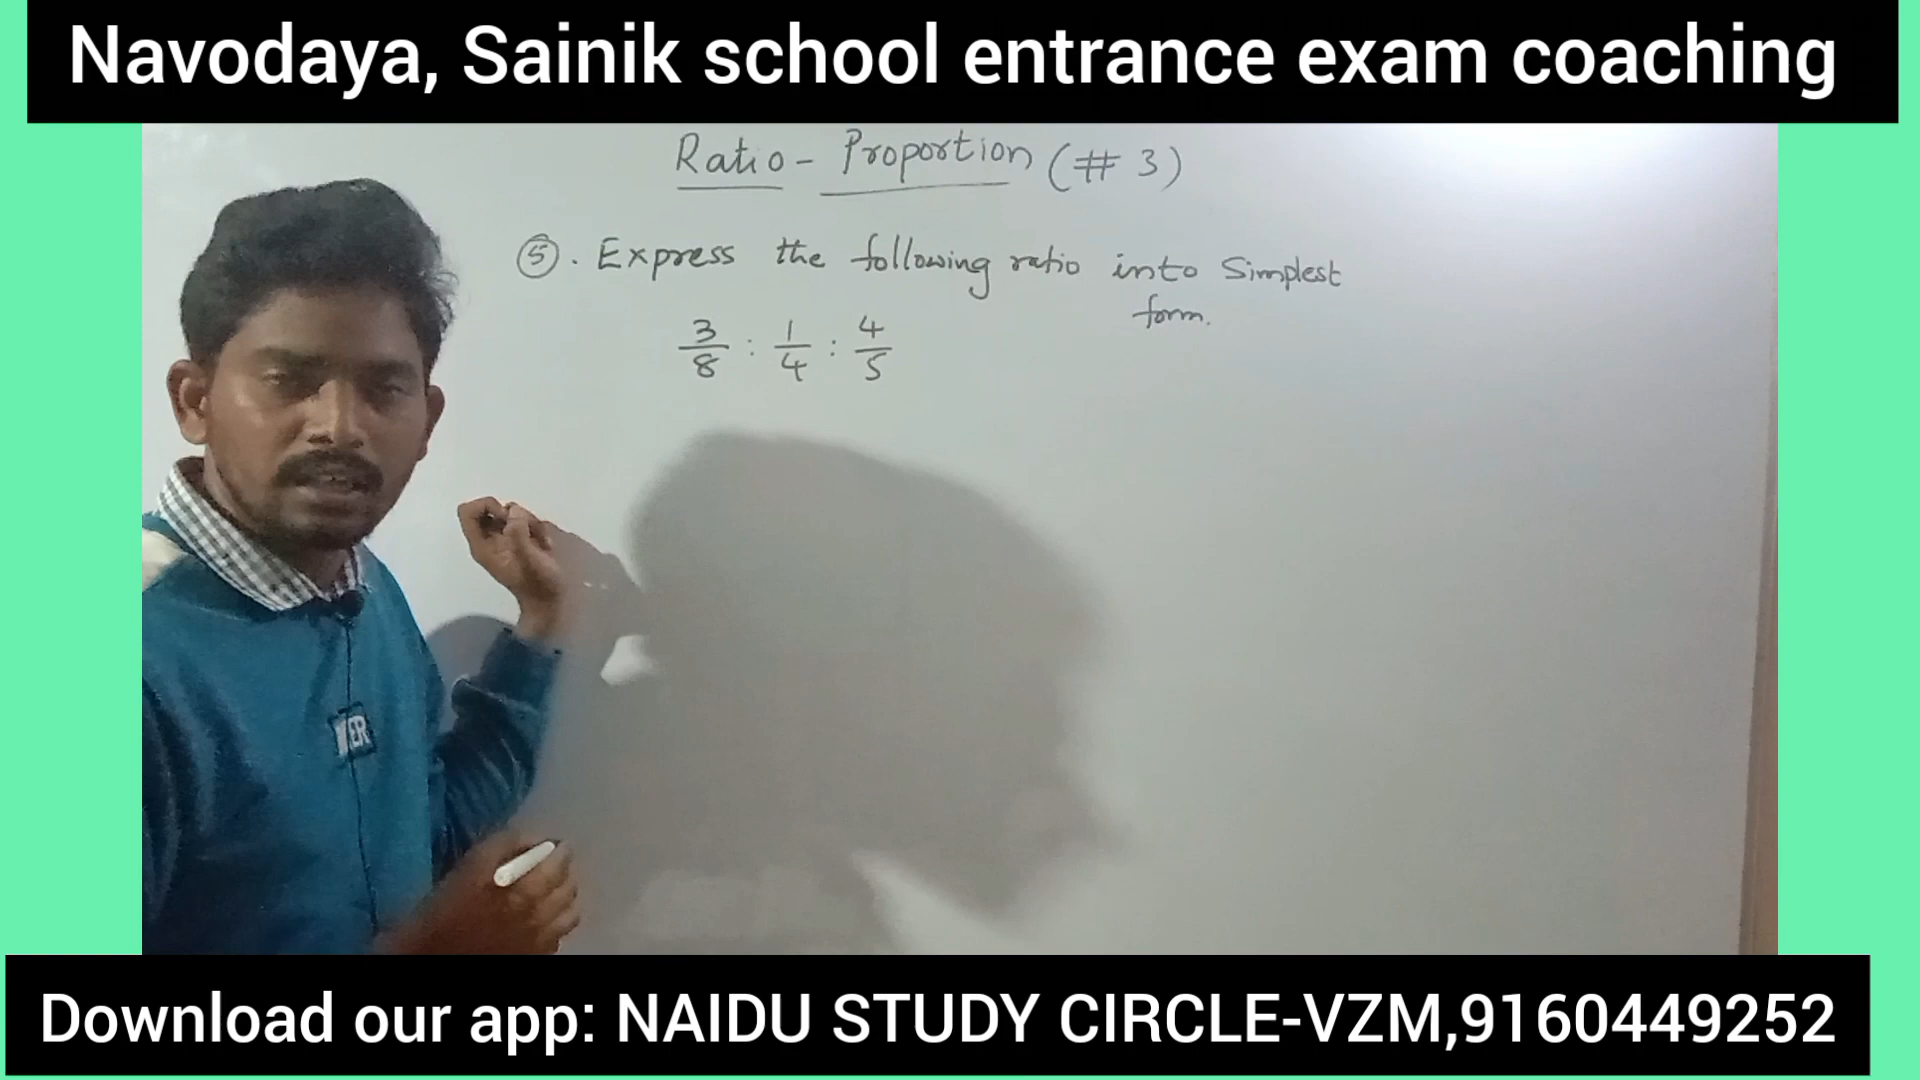 Navodaya, Sainik school entrance exam coaching
Ratio - Proportion (# 3)
⑤. Express the following ratio into Simplest
form.
3/8 : 1/4 : 4/5
ER
Download our app: NAIDU STUDY CIRCLE-VZM,9160449252